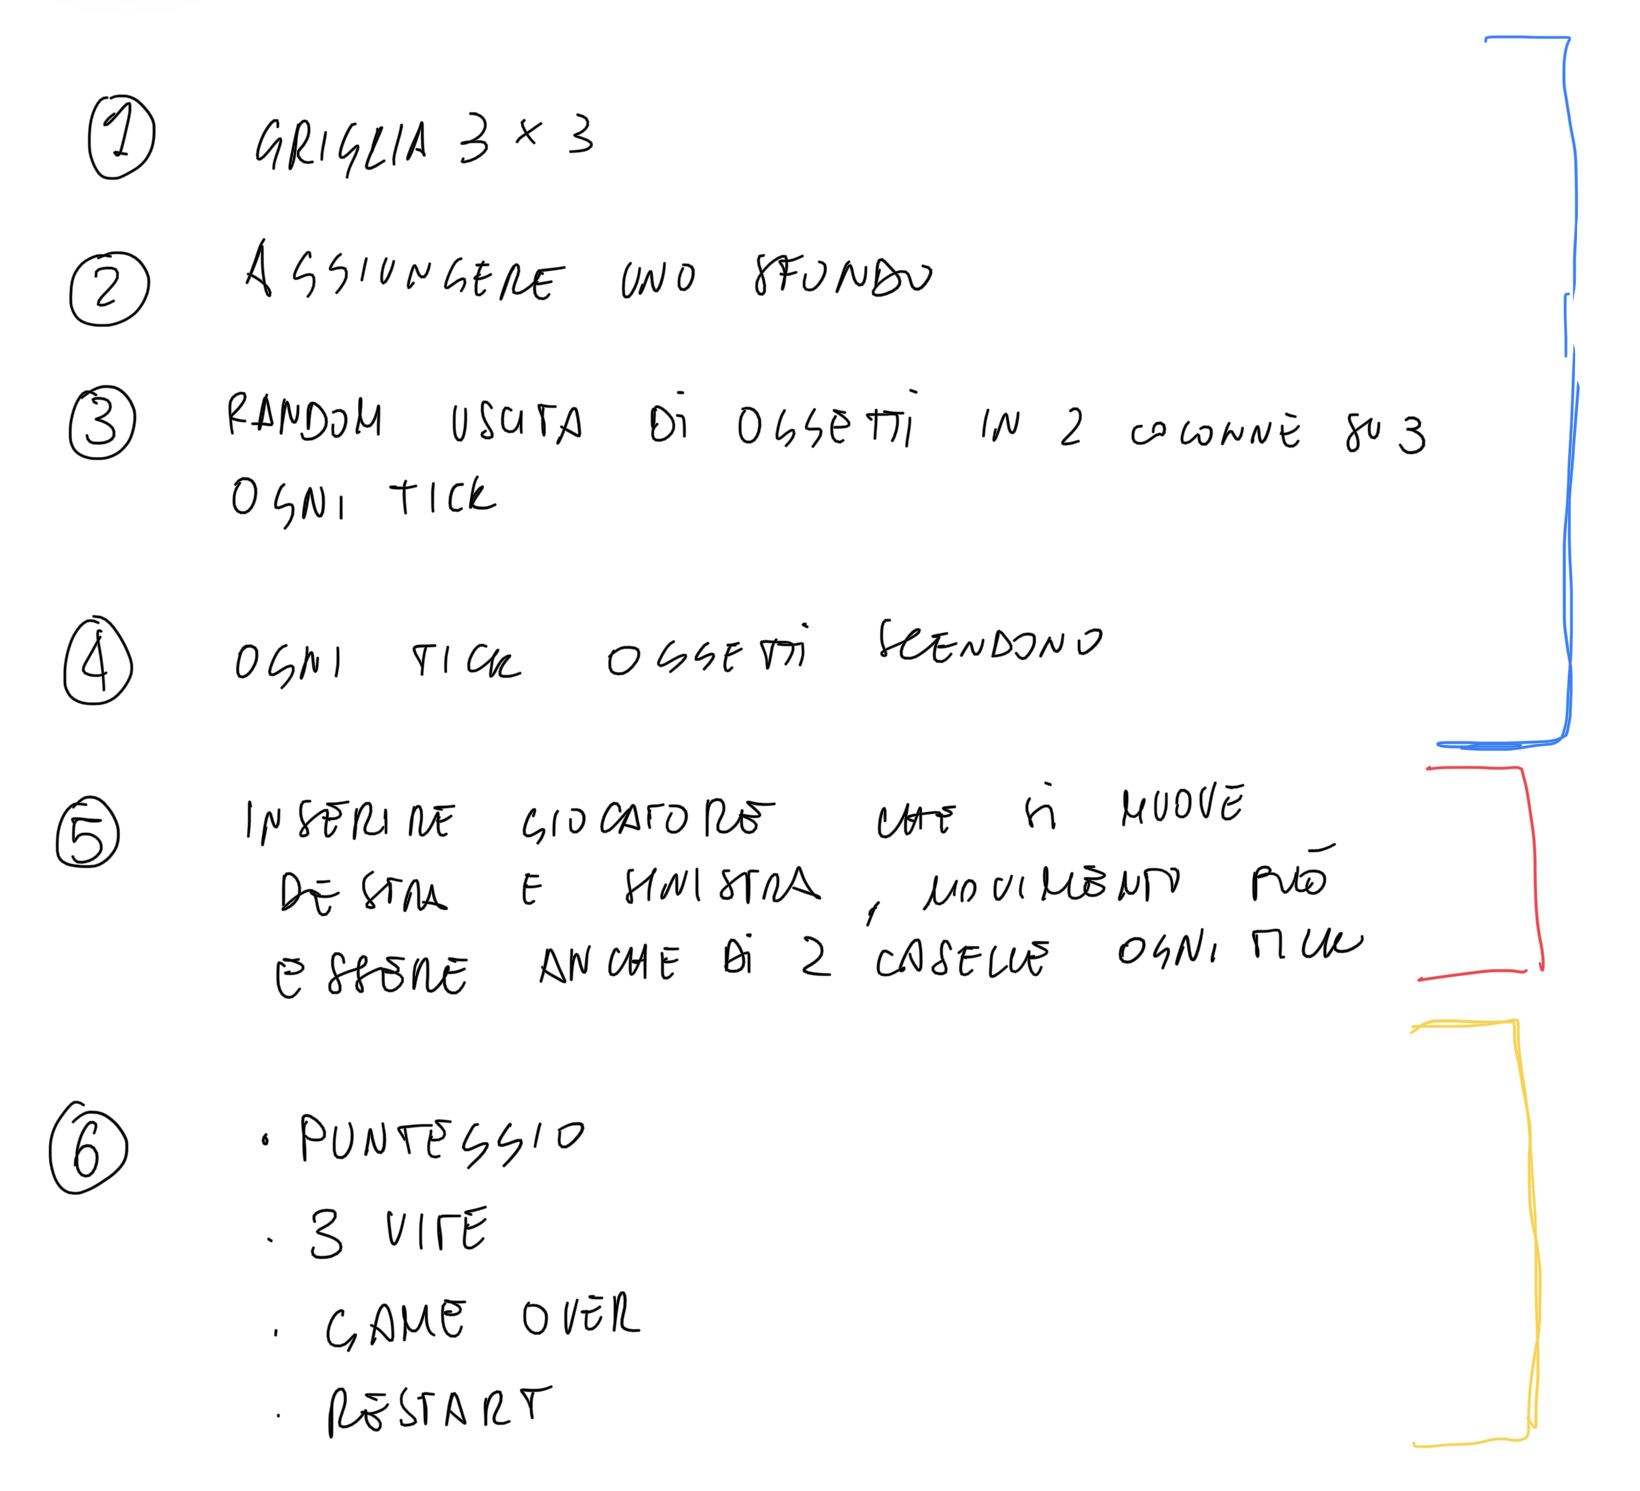 1 GRIGLIA 3 × 3
2 AGGIUNGERE UNO SFONDO
3 RANDOM USCITA Di OGGETTi IN 2 COLONNE SU 3
OGNI TICK
4 OGNI TICK OGGETTi SCENDONO
5 INSERIRE GIOCATORE CHE Si MUOVE
DESTRA E SINISTRA, MOVIMENTO PUÒ
ESSERE ANCHE Di 2 CASELLE OGNI TICK
6 • PUNTEGGIO
• 3 VITE
• GAME OVER
• RESTART